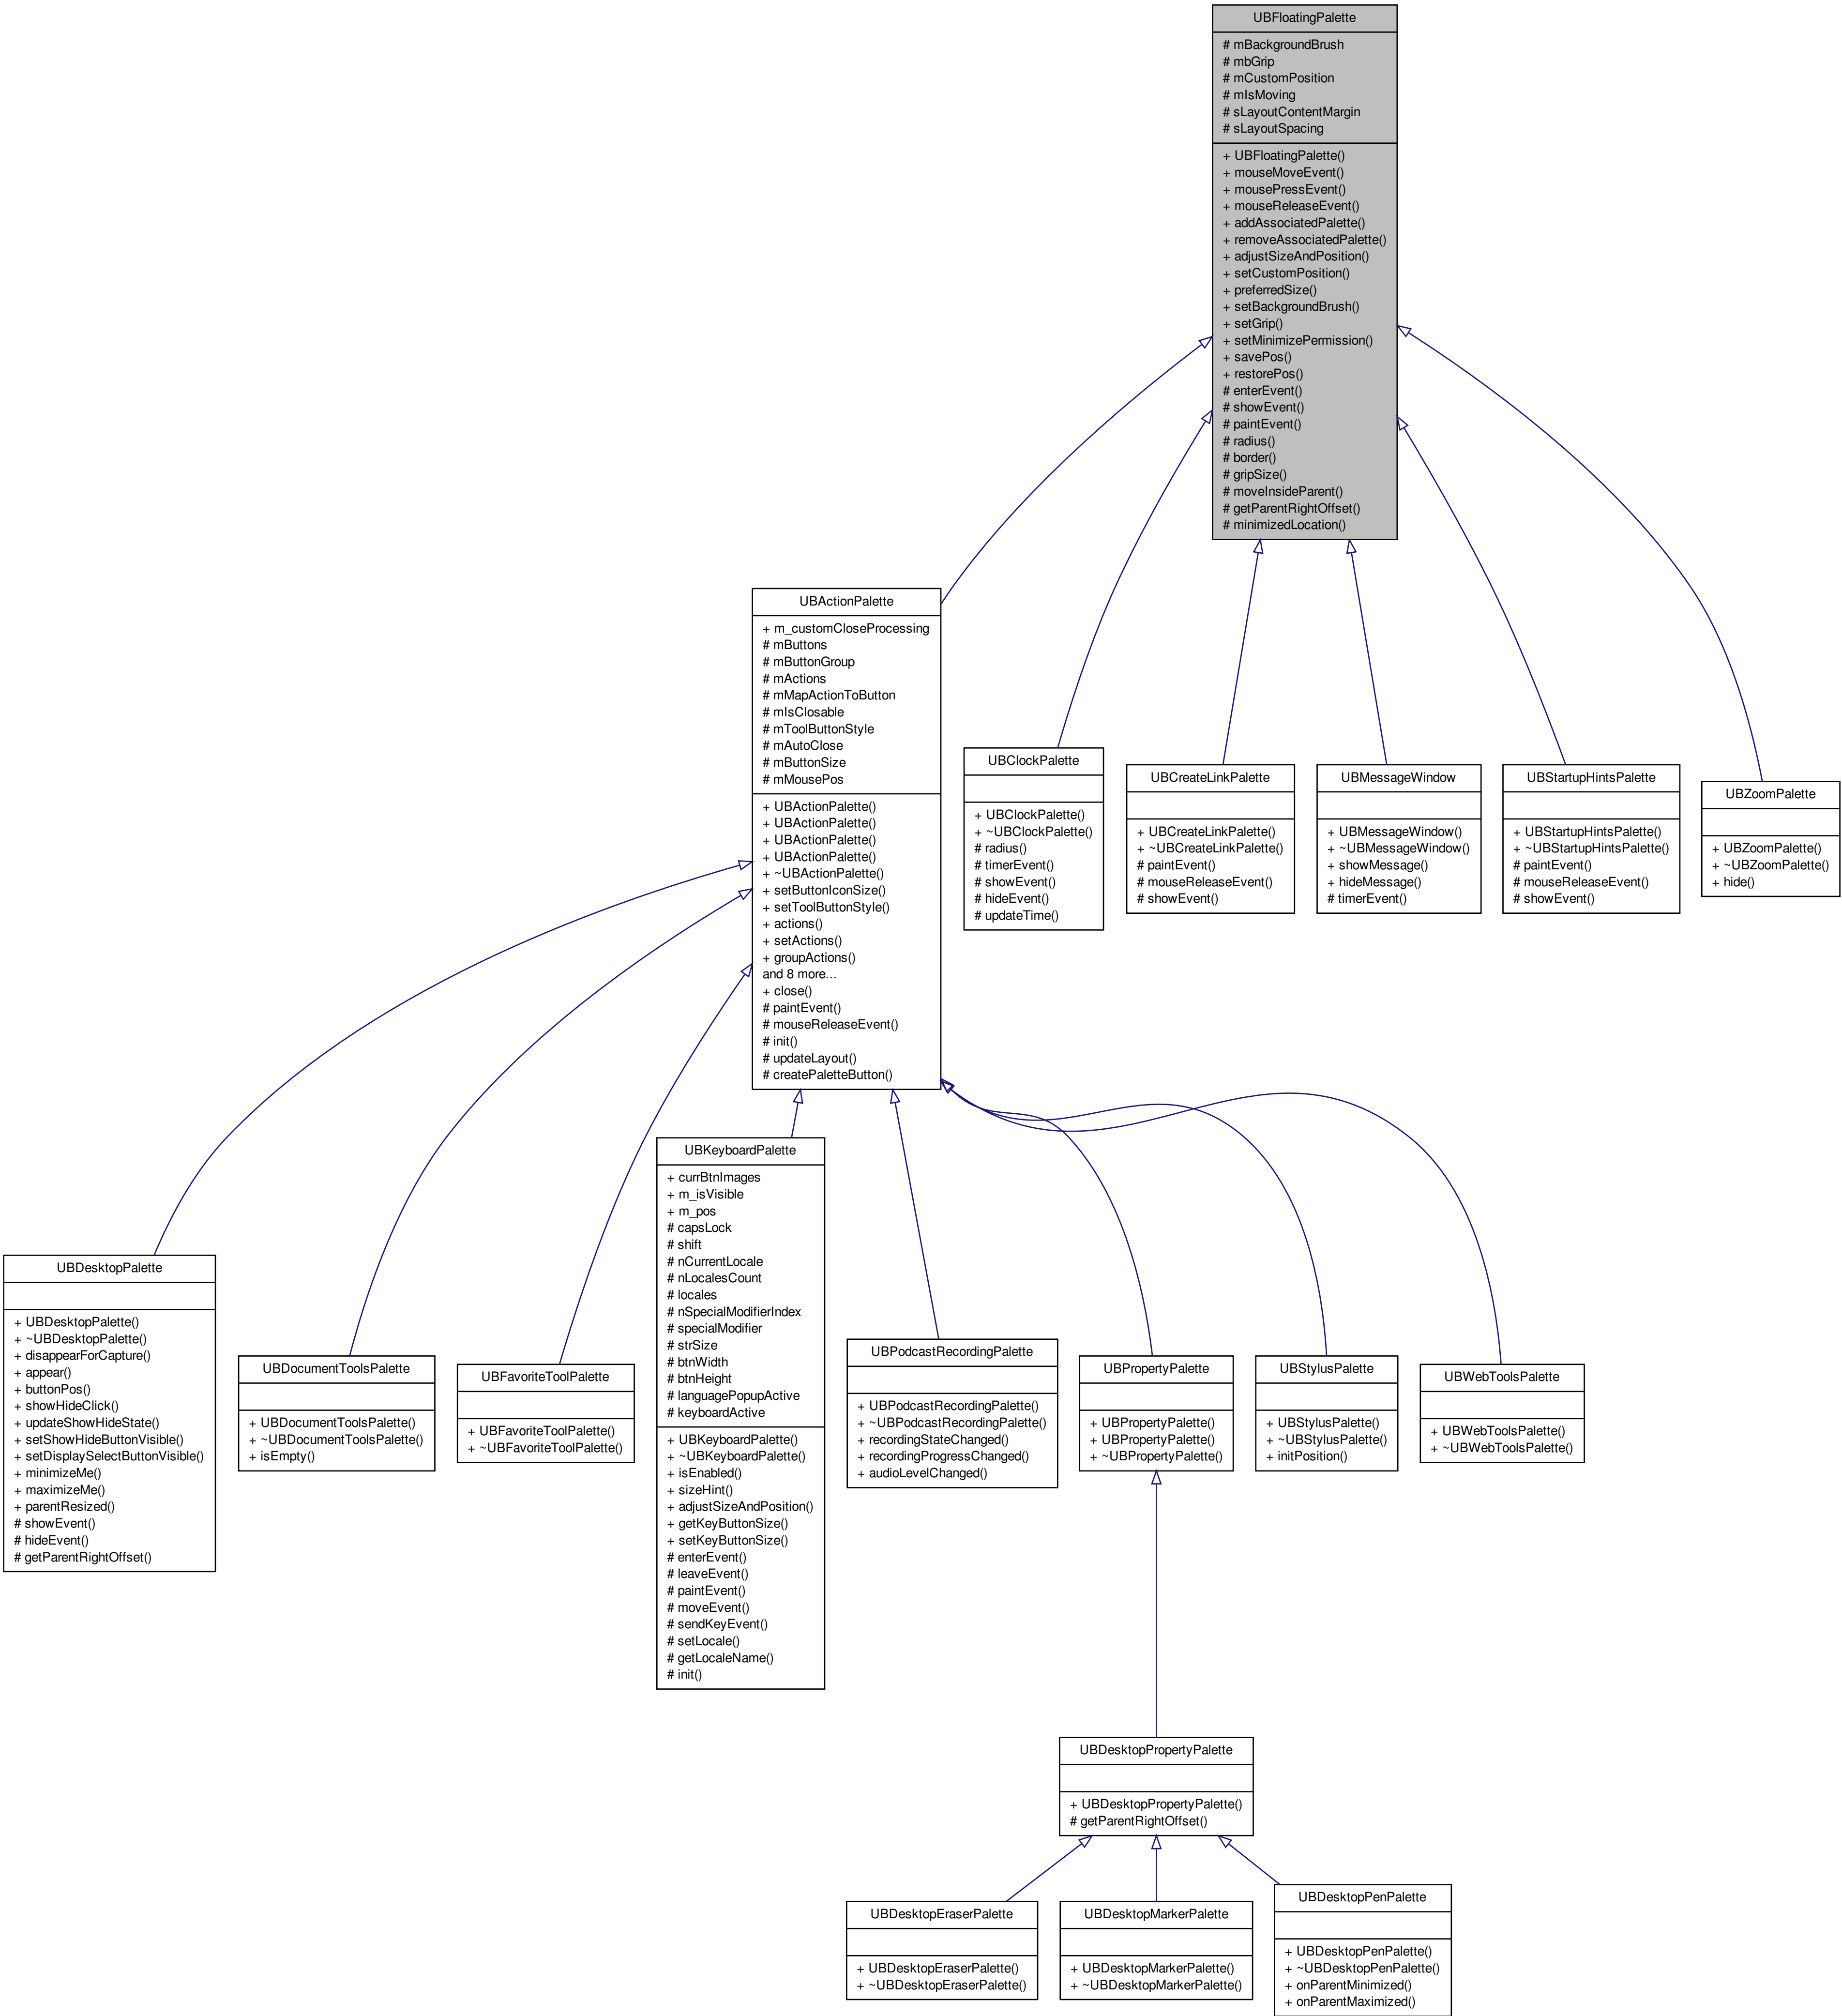 UBFloatingPalette
# mBackgroundBrush
# mbGrip
# mCustomPosition
# mIsMoving
# sLayoutContentMargin
# sLayoutSpacing
+ UBFloatingPalette()
+ mouseMoveEvent()
+ mousePressEvent()
+ mouseReleaseEvent()
+ addAssociatedPalette()
+ removeAssociatedPalette()
+ adjustSizeAndPosition()
+ setCustomPosition()
+ preferredSize()
+ setBackgroundBrush()
+ setGrip()
+ setMinimizePermission()
+ savePos()
+ restorePos()
# enterEvent()
# showEvent()
# paintEvent()
# radius()
# border()
# gripSize()
# moveInsideParent()
# getParentRightOffset()
# minimizedLocation()
UBActionPalette
+ m_customCloseProcessing
# mButtons
# mButtonGroup
# mActions
# mMapActionToButton
# mIsClosable
# mToolButtonStyle
# mAutoClose
# mButtonSize
# mMousePos
+ UBActionPalette()
+ UBActionPalette()
+ UBActionPalette()
+ UBActionPalette()
+ ~UBActionPalette()
+ setButtonIconSize()
+ setToolButtonStyle()
+ actions()
+ setActions()
+ groupActions()
and 8 more...
+ close()
# paintEvent()
# mouseReleaseEvent()
# init()
# updateLayout()
# createPaletteButton()
UBClockPalette
+ UBClockPalette()
+ ~UBClockPalette()
# radius()
# timerEvent()
# showEvent()
# hideEvent()
# updateTime()
UBCreateLinkPalette
+ UBCreateLinkPalette()
+ ~UBCreateLinkPalette()
# paintEvent()
# mouseReleaseEvent()
# showEvent()
UBMessageWindow
+ UBMessageWindow()
+ ~UBMessageWindow()
+ showMessage()
+ hideMessage()
# timerEvent()
UBStartupHintsPalette
+ UBStartupHintsPalette()
+ ~UBStartupHintsPalette()
# paintEvent()
# mouseReleaseEvent()
# showEvent()
UBZoomPalette
+ UBZoomPalette()
+ ~UBZoomPalette()
+ hide()
UBDesktopPalette
+ UBDesktopPalette()
+ ~UBDesktopPalette()
+ disappearForCapture()
+ appear()
+ buttonPos()
+ showHideClick()
+ updateShowHideState()
+ setShowHideButtonVisible()
+ setDisplaySelectButtonVisible()
+ minimizeMe()
+ maximizeMe()
+ parentResized()
# showEvent()
# hideEvent()
# getParentRightOffset()
UBDocumentToolsPalette
+ UBDocumentToolsPalette()
+ ~UBDocumentToolsPalette()
+ isEmpty()
UBFavoriteToolPalette
+ UBFavoriteToolPalette()
+ ~UBFavoriteToolPalette()
UBKeyboardPalette
+ currBtnImages
+ m_isVisible
+ m_pos
# capsLock
# shift
# nCurrentLocale
# nLocalesCount
# locales
# nSpecialModifierIndex
# specialModifier
# strSize
# btnWidth
# btnHeight
# languagePopupActive
# keyboardActive
+ UBKeyboardPalette()
+ ~UBKeyboardPalette()
+ isEnabled()
+ sizeHint()
+ adjustSizeAndPosition()
+ getKeyButtonSize()
+ setKeyButtonSize()
# enterEvent()
# leaveEvent()
# paintEvent()
# moveEvent()
# sendKeyEvent()
# setLocale()
# getLocaleName()
# init()
UBPodcastRecordingPalette
+ UBPodcastRecordingPalette()
+ ~UBPodcastRecordingPalette()
+ recordingStateChanged()
+ recordingProgressChanged()
+ audioLevelChanged()
UBPropertyPalette
+ UBPropertyPalette()
+ UBPropertyPalette()
+ ~UBPropertyPalette()
UBStylusPalette
+ UBStylusPalette()
+ ~UBStylusPalette()
+ initPosition()
UBWebToolsPalette
+ UBWebToolsPalette()
+ ~UBWebToolsPalette()
UBDesktopPropertyPalette
+ UBDesktopPropertyPalette()
# getParentRightOffset()
UBDesktopEraserPalette
+ UBDesktopEraserPalette()
+ ~UBDesktopEraserPalette()
UBDesktopMarkerPalette
+ UBDesktopMarkerPalette()
+ ~UBDesktopMarkerPalette()
UBDesktopPenPalette
+ UBDesktopPenPalette()
+ ~UBDesktopPenPalette()
+ onParentMinimized()
+ onParentMaximized()